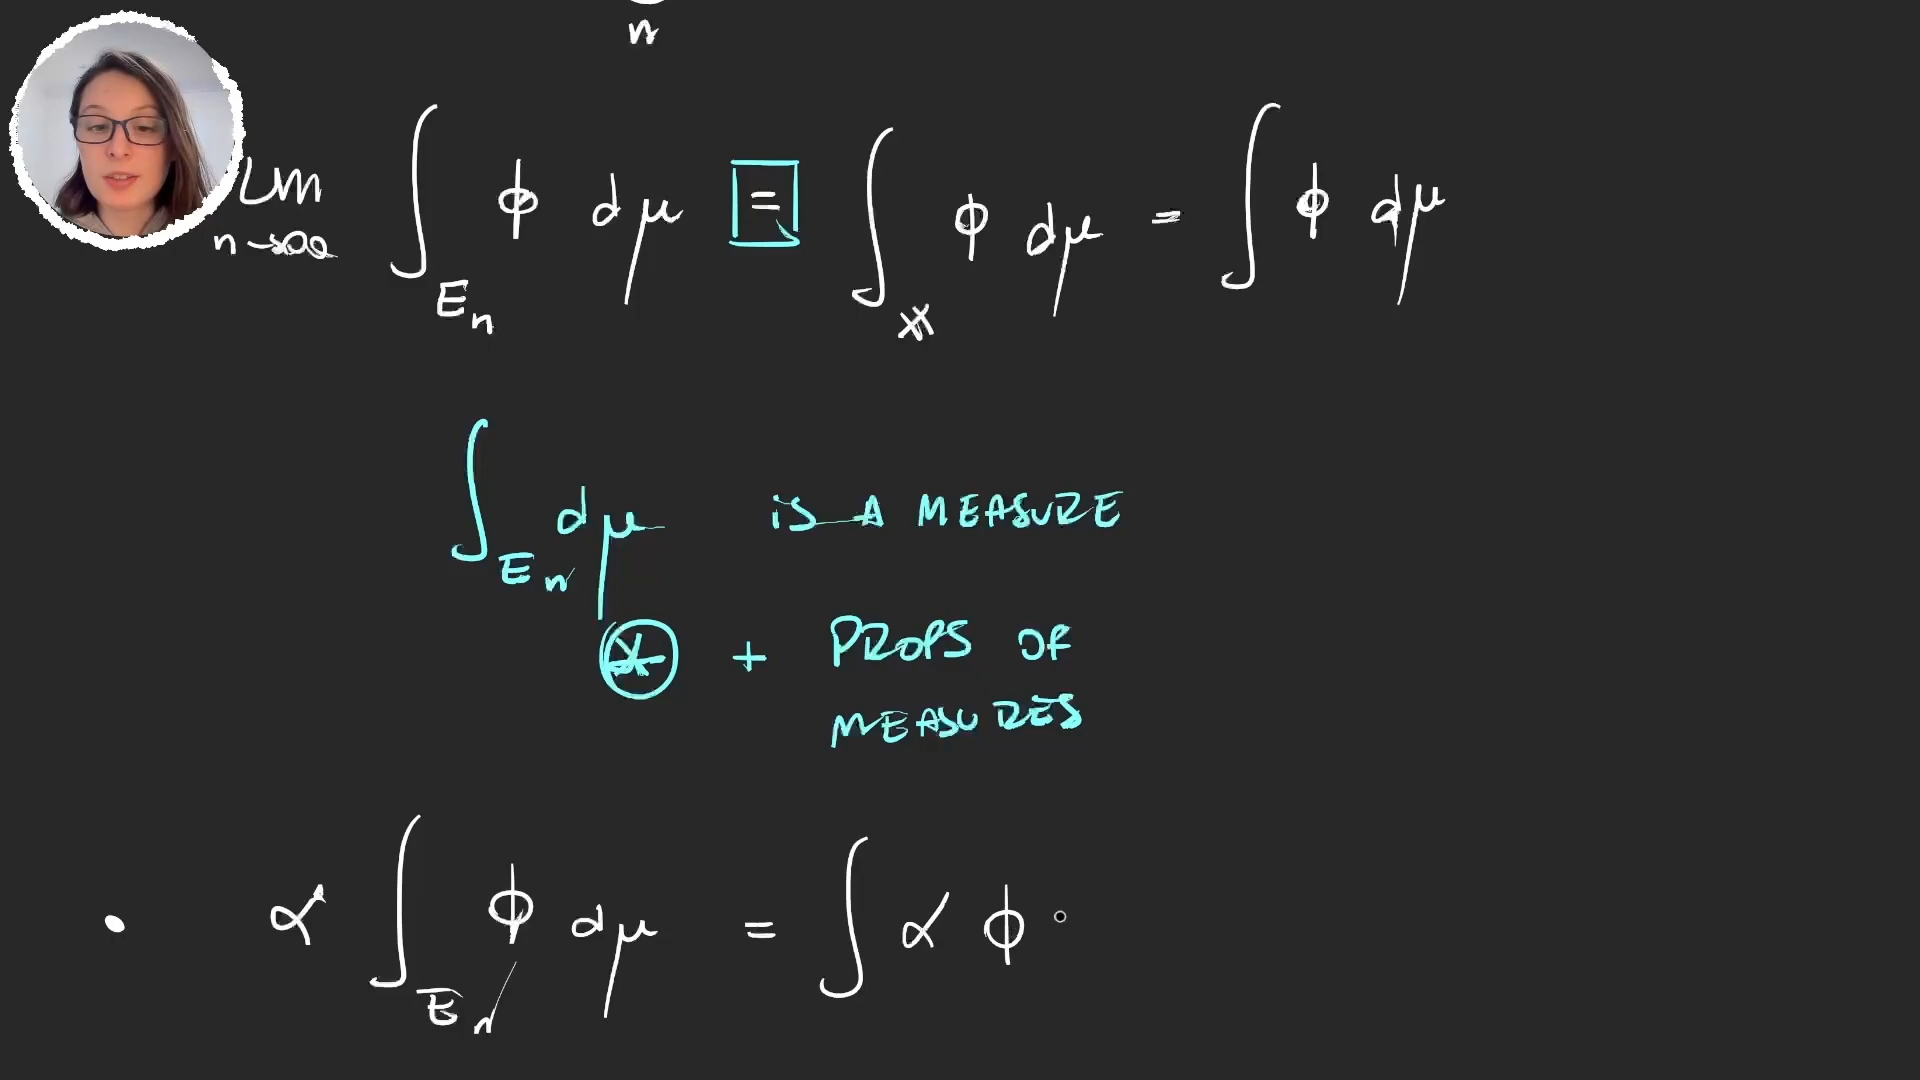 n
lim n→∞ ∫_{E_n} ϕ dμ = ∫_X ϕ dμ = ∫ ϕ dμ
∫_{E_n} dμ is A MEASURE
⊛ + PROPS OF
MEASURES
• α ∫_{E_n} ϕ dμ = ∫ α ϕ